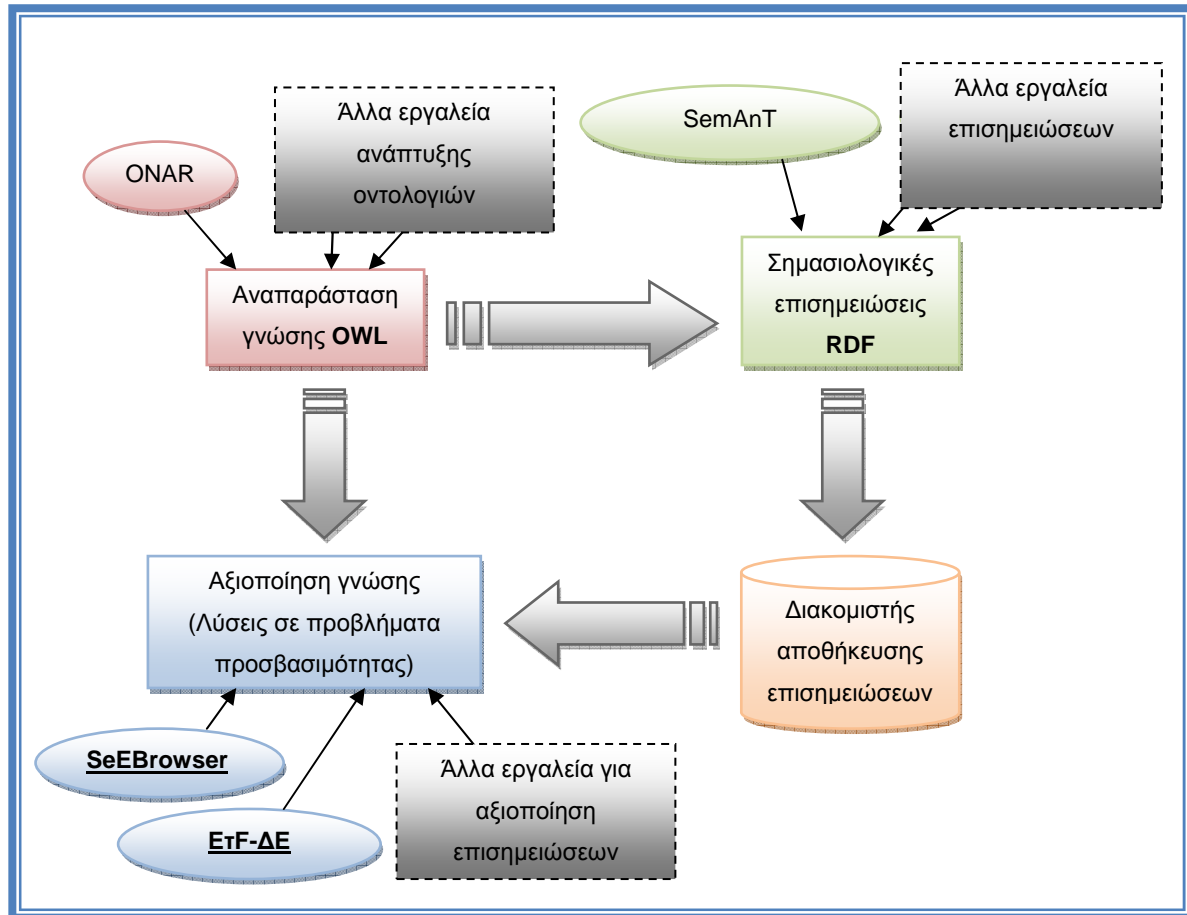 ONAR
Άλλα εργαλεία
ανάπτυξης
οντολογιών
SemAnT
Άλλα εργαλεία
επισημειώσεων
Αναπαράσταση
γνώσης OWL
Σημασιολογικές
επισημειώσεις
RDF
Αξιοποίηση γνώσης
(Λύσεις σε προβλήματα
προσβασιμότητας)
Διακομιστής
αποθήκευσης
επισημειώσεων
SeEBrowser
ΕτF-ΔΕ
Άλλα εργαλεία για
αξιοποίηση
επισημειώσεων